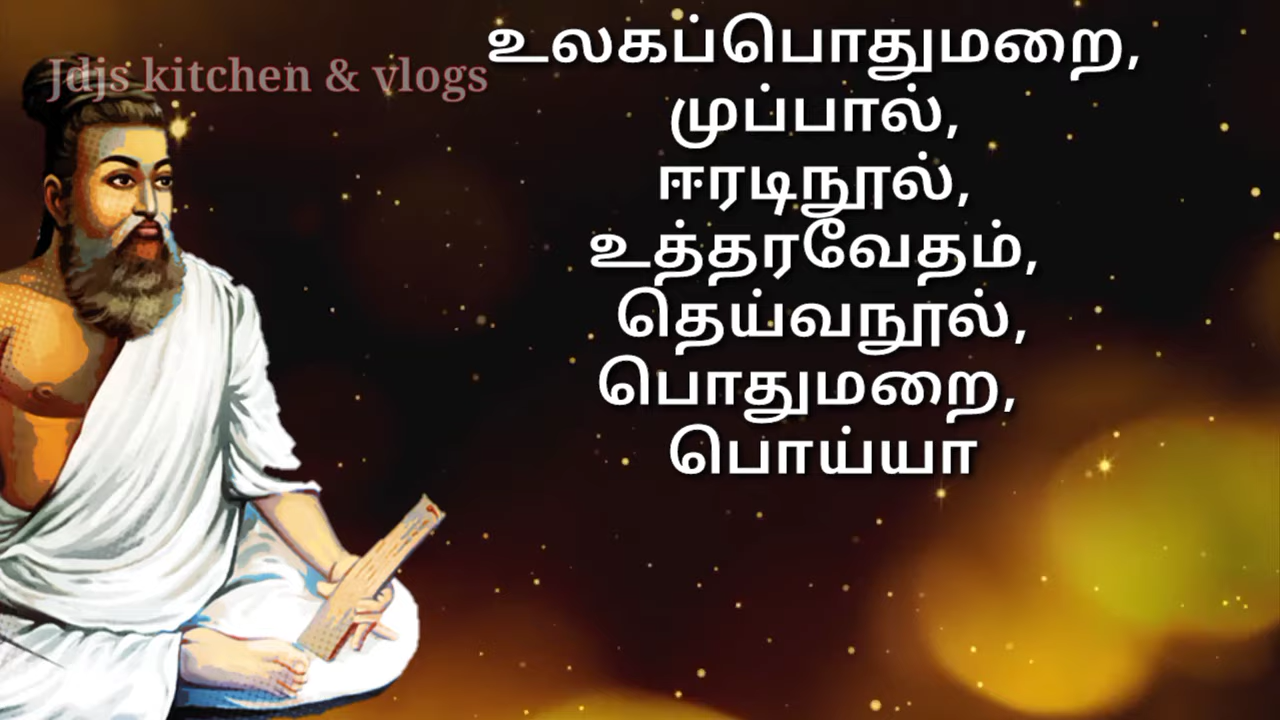 Jdjs kitchen & vlogs
உலகப்பொதுமறை,
முப்பால்,
ஈரடிநூல்,
உத்தரவேதம்,
தெய்வநூல்,
பொதுமறை,
பொய்யா